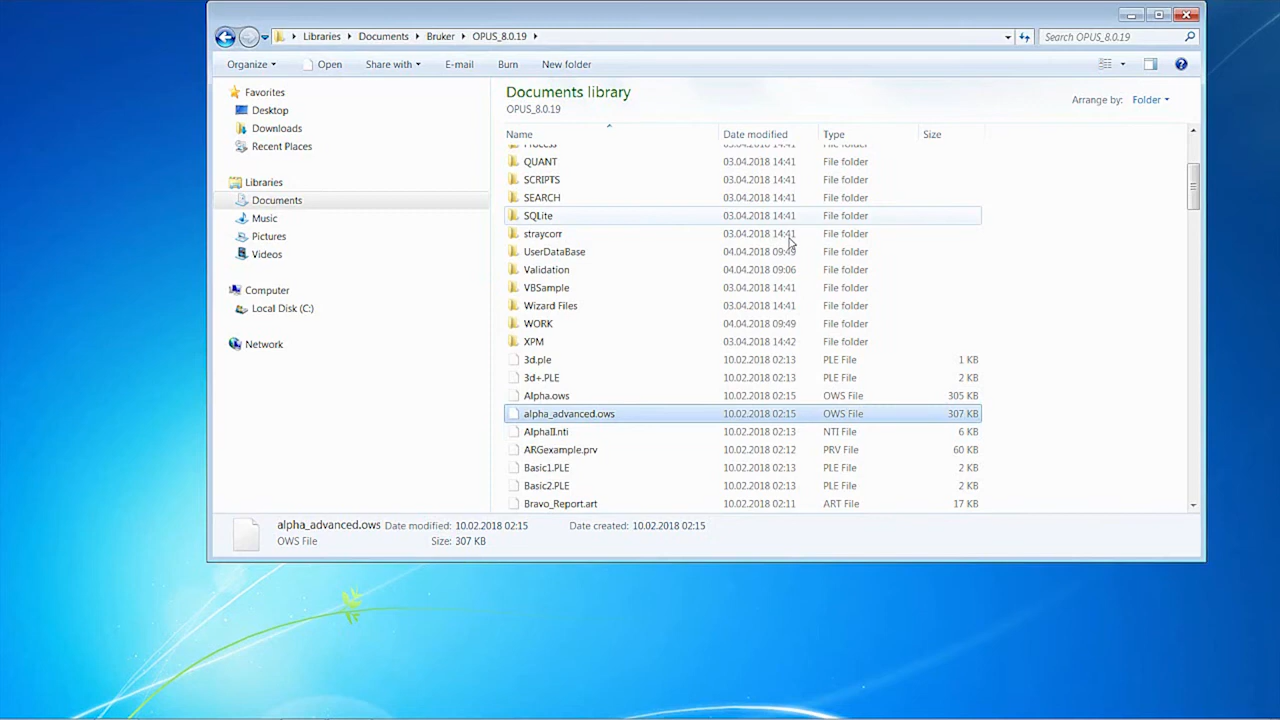 Libraries Documents Bruker OPUS_8.0.19 Search OPUS_8.0.19
Organize Open Share with E-mail Burn New folder
Favorites
Desktop
Downloads
Recent Places
Libraries
Documents
Music
Pictures
Videos
Computer
Local Disk (C:)
Network
Documents library
OPUS_8.0.19
Arrange by: Folder
Name Date modified Type Size
Process 03.04.2018 14:41 File folder
QUANT 03.04.2018 14:41 File folder
SCRIPTS 03.04.2018 14:41 File folder
SEARCH 03.04.2018 14:41 File folder
SQLite 03.04.2018 14:41 File folder
straycorr 03.04.2018 14:41 File folder
UserDataBase 04.04.2018 09:49 File folder
Validation 04.04.2018 09:06 File folder
VBSample 03.04.2018 14:41 File folder
Wizard Files 03.04.2018 14:41 File folder
WORK 04.04.2018 09:49 File folder
XPM 03.04.2018 14:42 File folder
3d.ple 10.02.2018 02:13 PLE File 1 KB
3d+.PLE 10.02.2018 02:13 PLE File 2 KB
Alpha.ows 10.02.2018 02:15 OWS File 305 KB
alpha_advanced.ows 10.02.2018 02:15 OWS File 307 KB
AlphaII.nti 10.02.2018 02:13 NTI File 6 KB
ARGexample.prv 10.02.2018 02:12 PRV File 60 KB
Basic1.PLE 10.02.2018 02:13 PLE File 2 KB
Basic2.PLE 10.02.2018 02:13 PLE File 2 KB
Bravo_Report.art 10.02.2018 02:11 ART File 17 KB
alpha_advanced.ows Date modified: 10.02.2018 02:15 Date created: 10.02.2018 02:15
OWS File Size: 307 KB